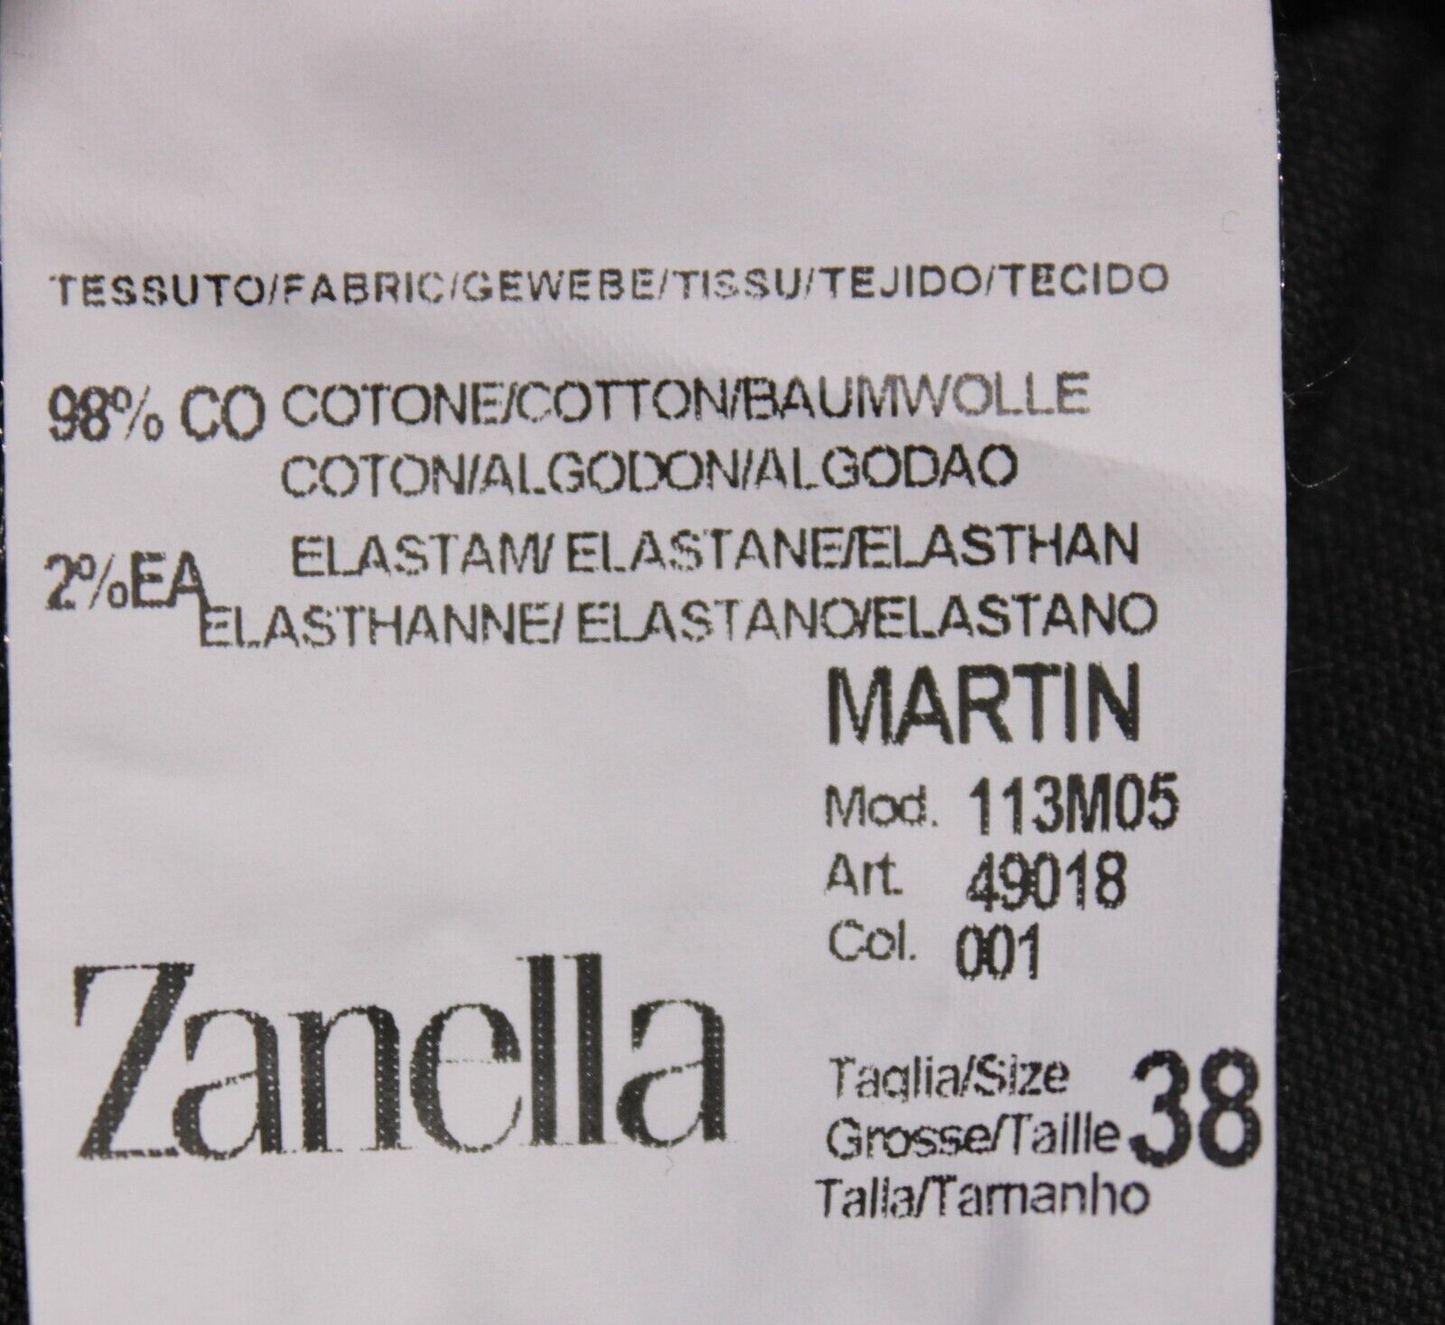 TESSUTO/FABRIC/GEWEBE/TISSU/TEJIDO/TECIDO
98% CO COTONE/COTTON/BAUMWOLLE
COTON/ALGODON/ALGODAO
2%EA ELASTAM/ ELASTANE/ELASTHAN
ELASTHANNE/ ELASTANO/ELASTANO
MARTIN
Mod. 113M05
Art. 49018
Col. 001
Zanella
Taglia/Size
Grosse/Taille 38
Talla/Tamanho